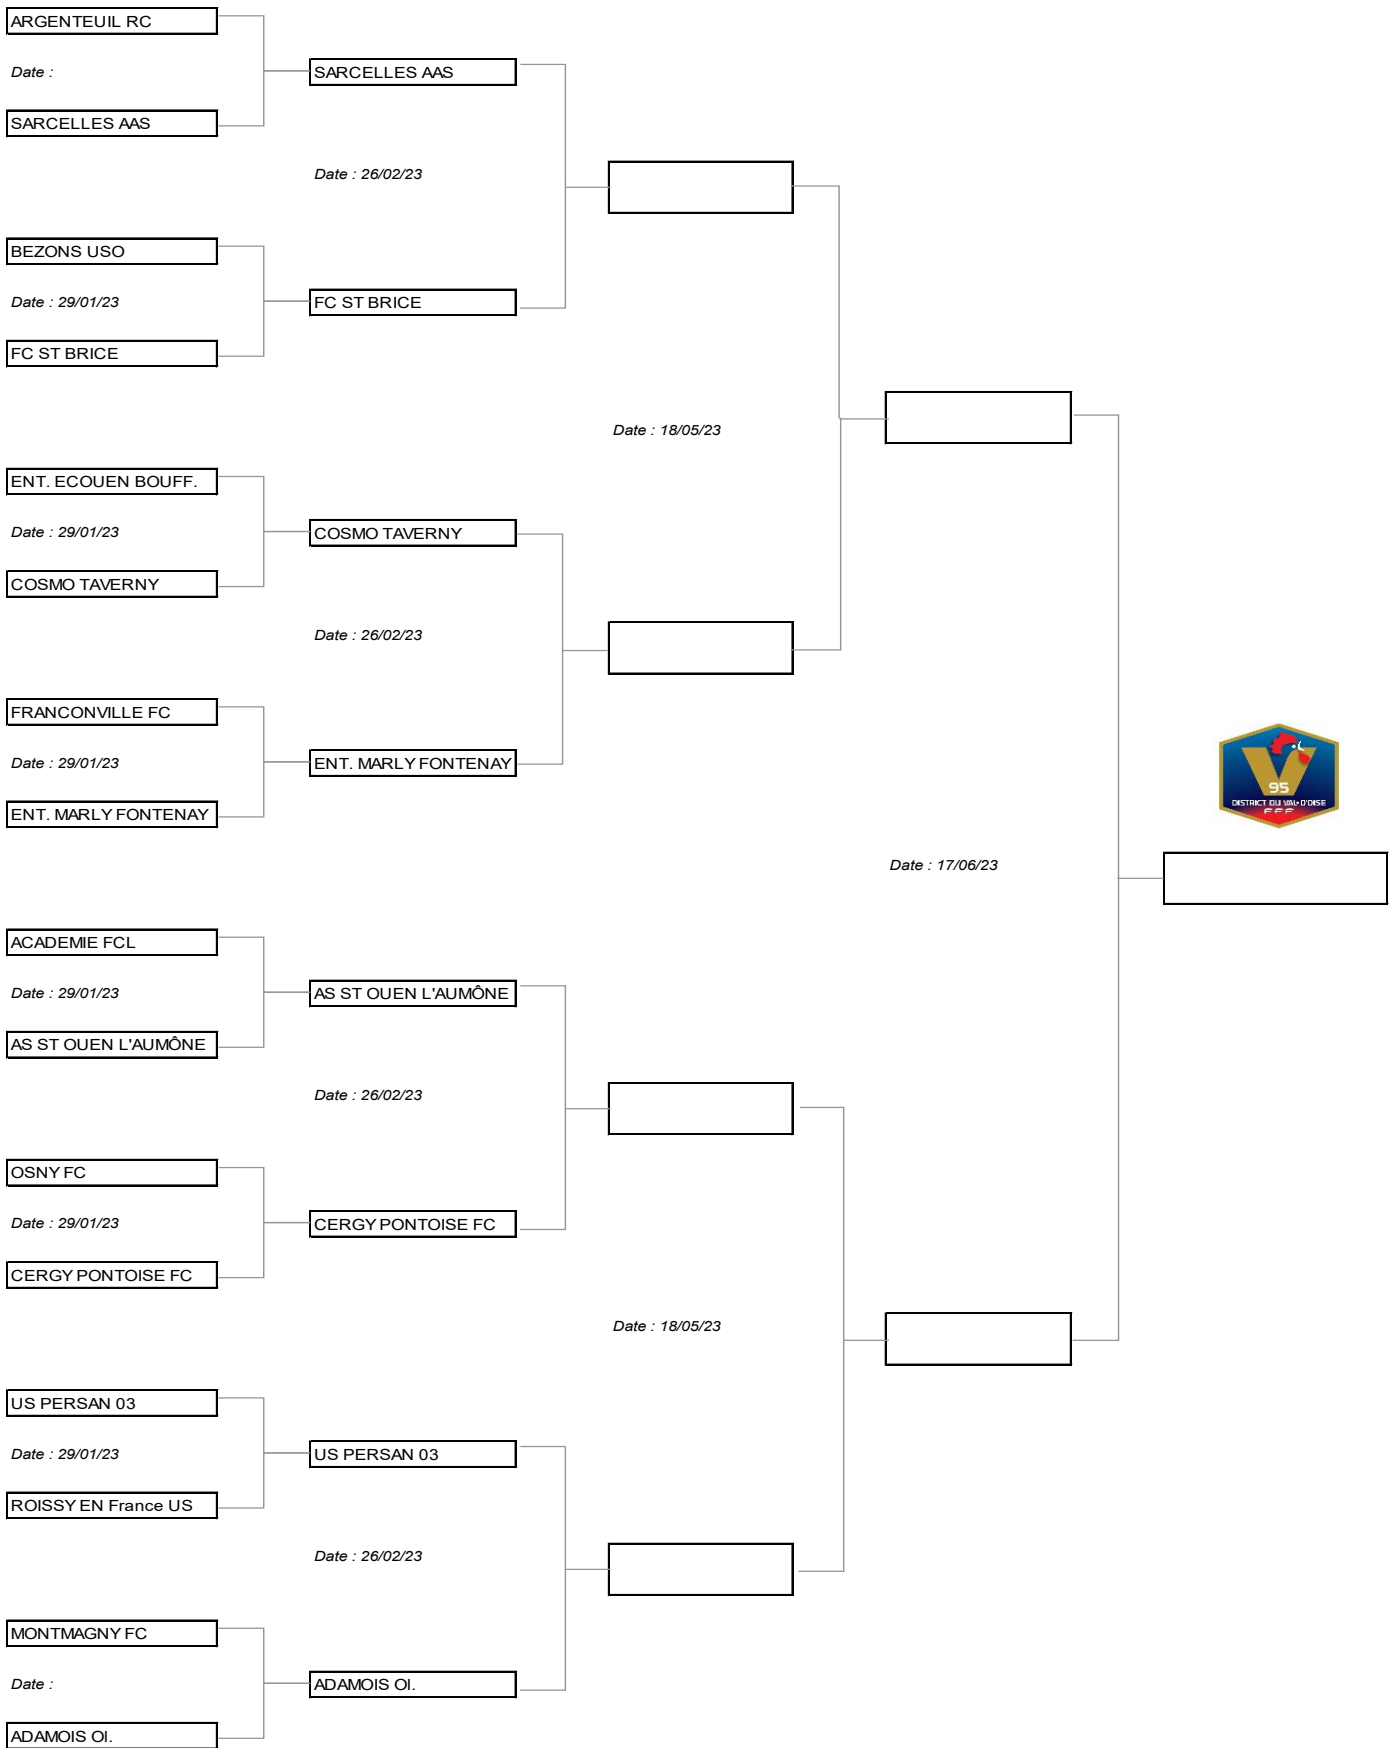 ARGENTEUIL RC
Date :
SARCELLES AAS
SARCELLES AAS
Date : 26/02/23
BEZONS USO
Date : 29/01/23
FC ST BRICE
FC ST BRICE
Date : 18/05/23
ENT. ECOUEN BOUFF.
Date : 29/01/23
COSMO TAVERNY
COSMO TAVERNY
Date : 26/02/23
FRANCONVILLE FC
Date : 29/01/23
ENT. MARLY FONTENAY
ENT. MARLY FONTENAY
95
DISTRICT DU VAL D'OISE
FFF
Date : 17/06/23
ACADEMIE FCL
Date : 29/01/23
AS ST OUEN L'AUMÔNE
AS ST OUEN L'AUMÔNE
Date : 26/02/23
OSNY FC
Date : 29/01/23
CERGY PONTOISE FC
CERGY PONTOISE FC
Date : 18/05/23
US PERSAN 03
Date : 29/01/23
US PERSAN 03
ROISSY EN France US
Date : 26/02/23
MONTMAGNY FC
Date :
ADAMOIS OI.
ADAMOIS OI.